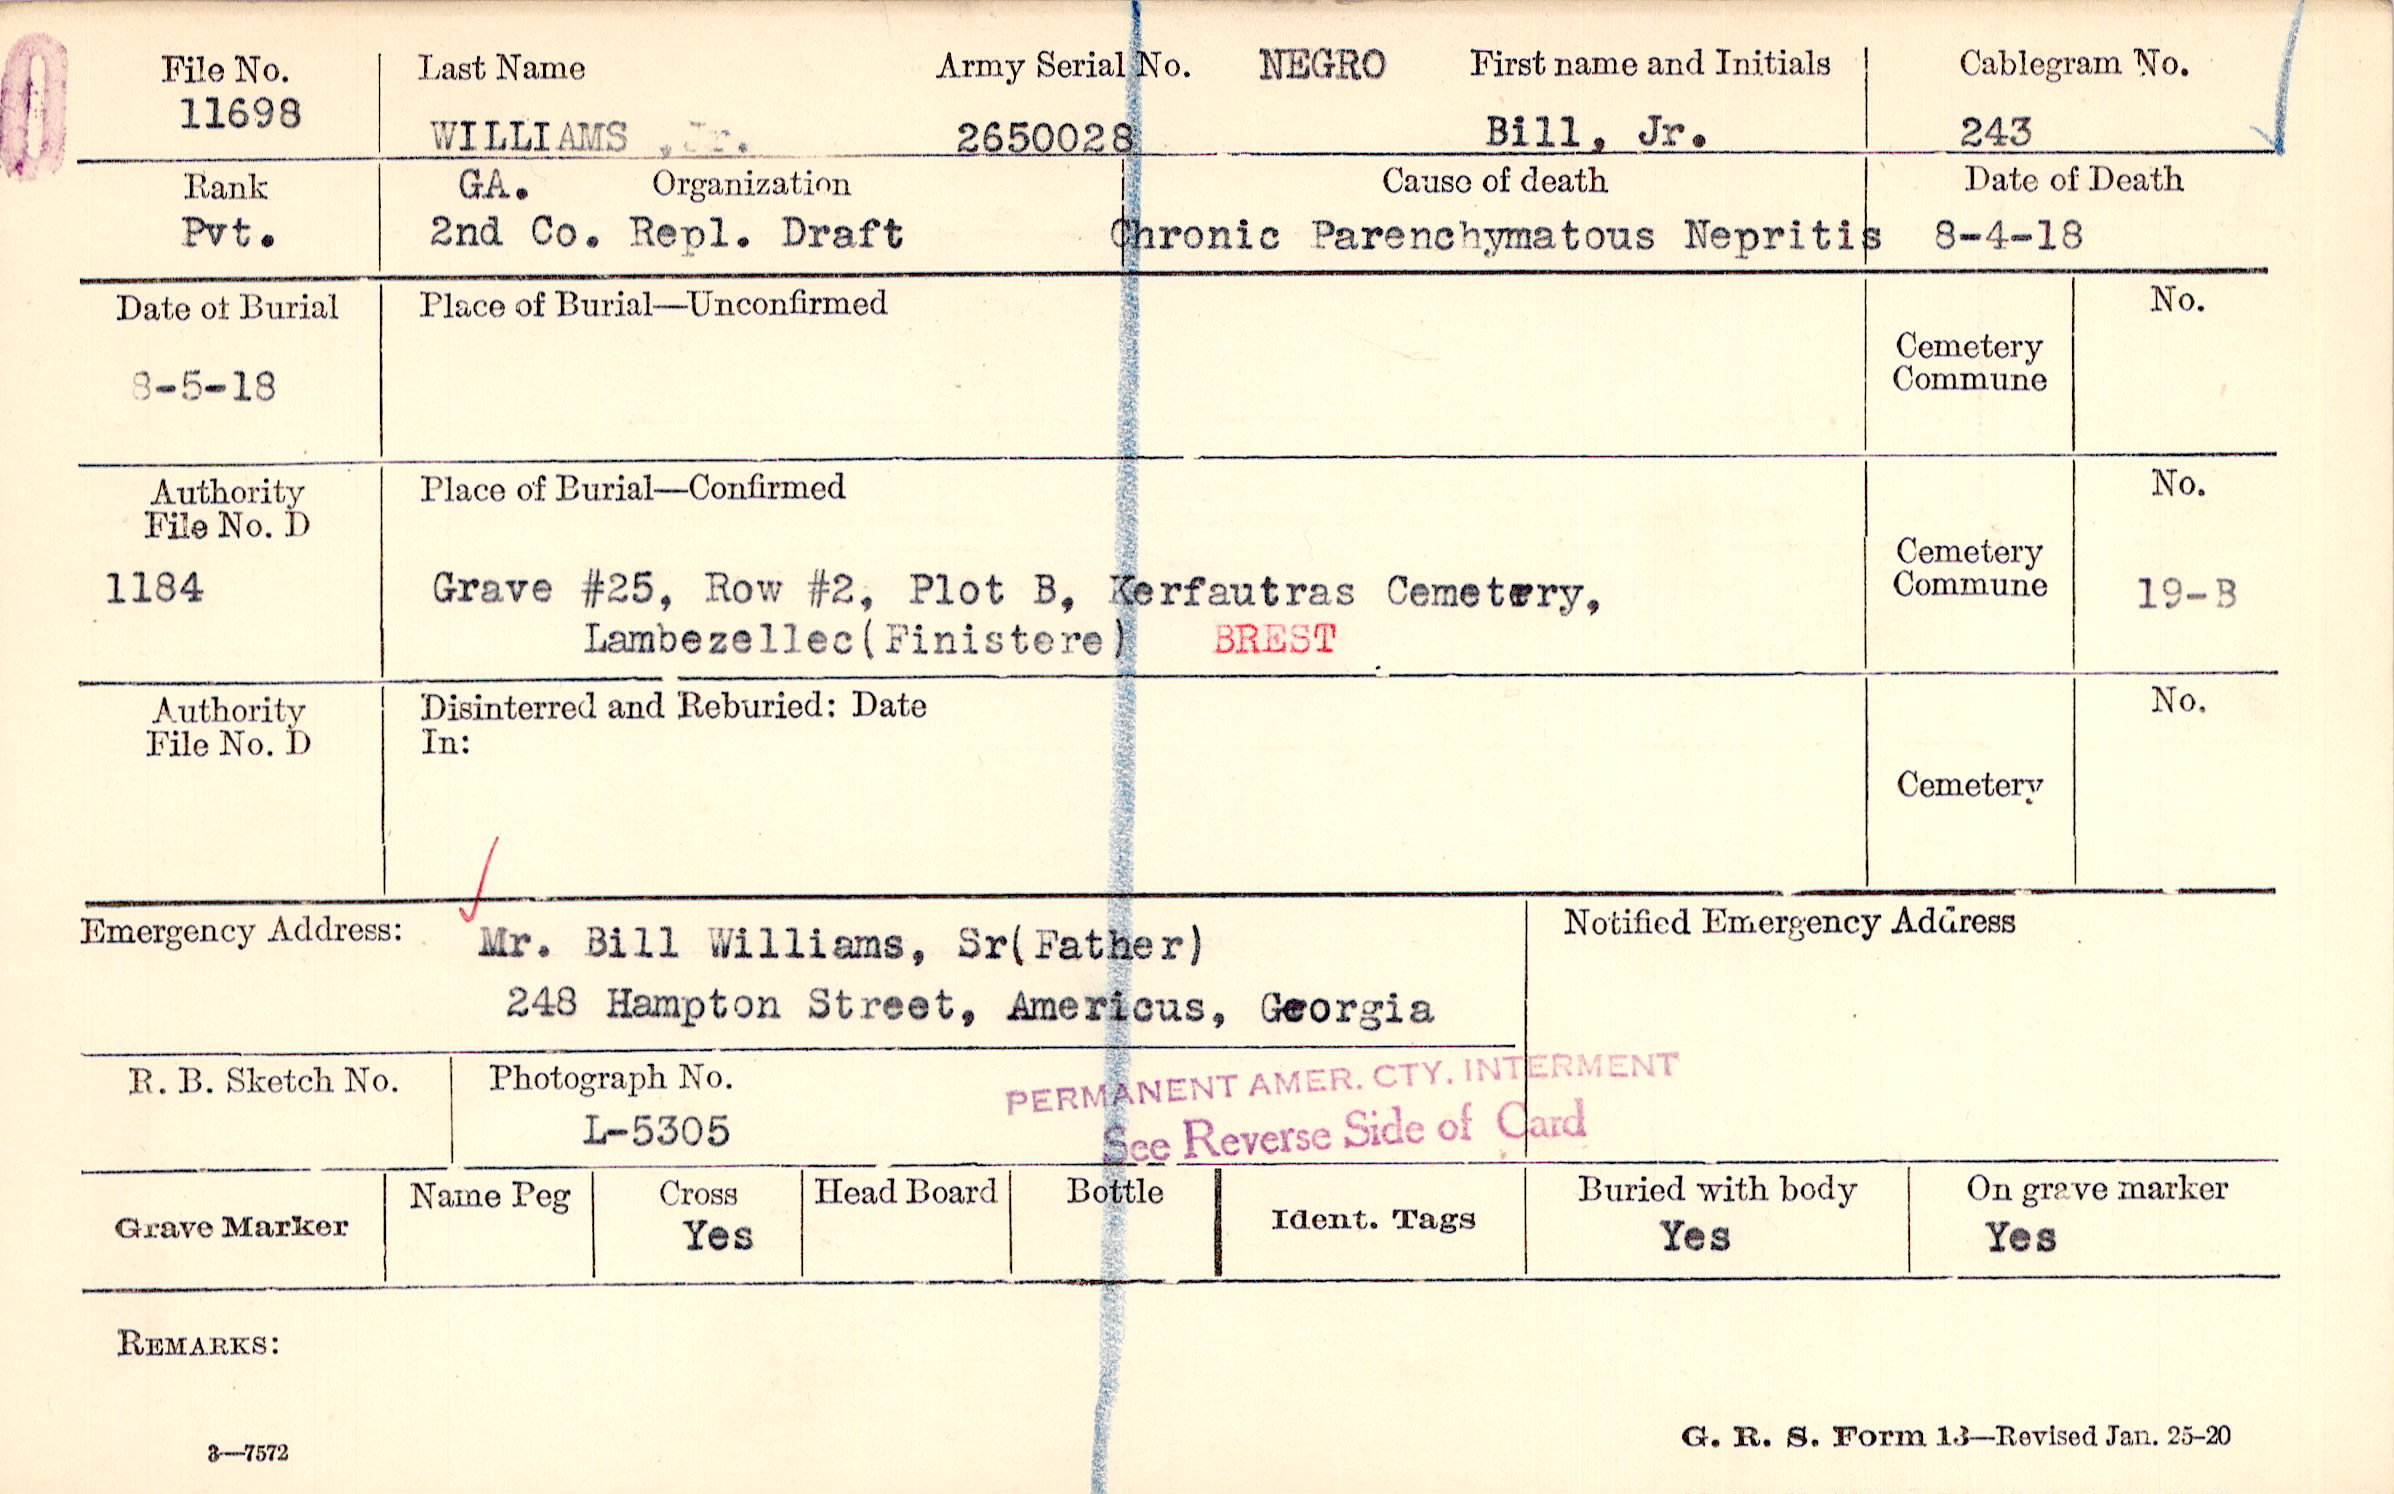 File No. Last Name Army Serial No. NEGRO First name and Initials Cablegram No.
11698 WILLIAMS ,Jr. 2650028 Bill, Jr. 243
Rank GA. Organization Cause of death Date of Death
Pvt. 2nd Co. Repl. Draft Chronic Parenchymatous Nepritis 8-4-18
Date of Burial Place of Burial—Unconfirmed No.
Cemetery
Commune
8-5-18
Authority Place of Burial—Confirmed No.
File No. D
Cemetery
Commune
1184 Grave #25, Row #2, Plot B, Kerfautras Cemetery, 19-B
Lambezellec(Finistere) BREST
Authority Disinterred and Reburied: Date No.
File No. D In:
Cemetery
Emergency Address: Mr. Bill Williams, Sr(Father) Notified Emergency Address
248 Hampton Street, Americus, Georgia
R. B. Sketch No. Photograph No. PERMANENT AMER. CTY. INTERMENT
L-5305 See Reverse Side of Card
Grave Marker Name Peg Cross Head Board Bottle Ident. Tags Buried with body On grave marker
Yes Yes Yes
REMARKS:
3—7572 G. R. S. Form 13—Revised Jan. 25-20